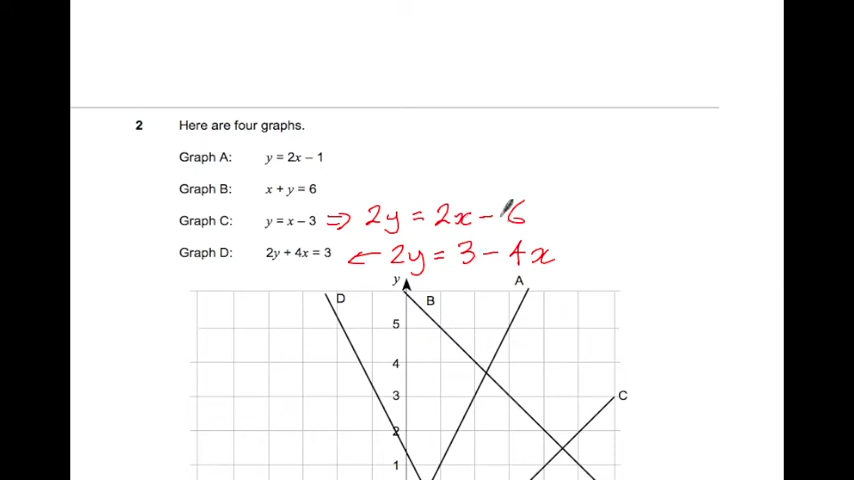 2 Here are four graphs.
Graph A: y = 2x – 1
Graph B: x + y = 6
Graph C: y = x – 3 ⇒ 2y = 2x – 6
Graph D: 2y + 4x = 3 ← 2y = 3 – 4x
y A
D B
5
4
3 C
2
1